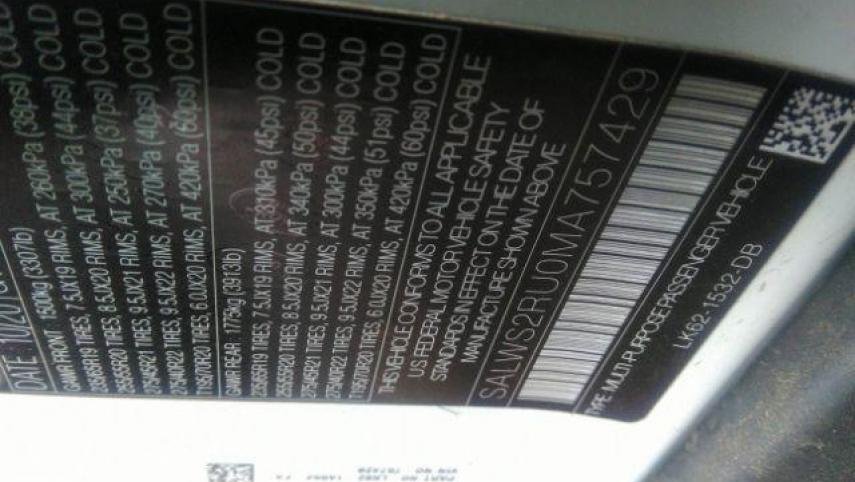 DATE: 10/201
GAWR FRONT 1500kg (3307lb)
235/65R19 TIRES, 7.5JX19 RIMS, AT 260kPa (38psi) COLD
255/55R20 TIRES, 8.5JX20 RIMS, AT 300kPa (44psi) COLD
275/45R21 TIRES, 9.5JX21 RIMS, AT 250kPa (37psi) COLD
275/40R22 TIRES, 9.5JX22 RIMS, AT 270kPa (40psi) COLD
T195/70R20 TIRES, 6.0JX20 RIMS, AT 420kPa (60psi) COLD
GAWR REAR 1775kg (3913lb)
235/65R19 TIRES, 7.5JX19 RIMS, AT 310kPa (45psi) COLD
255/55R20 TIRES, 8.5JX20 RIMS, AT 340kPa (50psi) COLD
275/45R21 TIRES, 9.5JX21 RIMS, AT 300kPa (44psi) COLD
275/40R22 TIRES, 9.5JX22 RIMS, AT 350kPa (51psi) COLD
T195/70R20 TIRES, 6.0JX20 RIMS, AT 420kPa (60psi) COLD
THIS VEHICLE CONFORMS TO ALL APPLICABLE
U.S. FEDERAL MOTOR VEHICLE SAFETY
STANDARDS IN EFFECT ON THE DATE OF
MANUFACTURE SHOWN ABOVE
SALWS2RU0MA757429
TYPE: MULTI-PURPOSE PASSENGER VEHICLE
LK62-1532-DB
PART NO
VIN NO